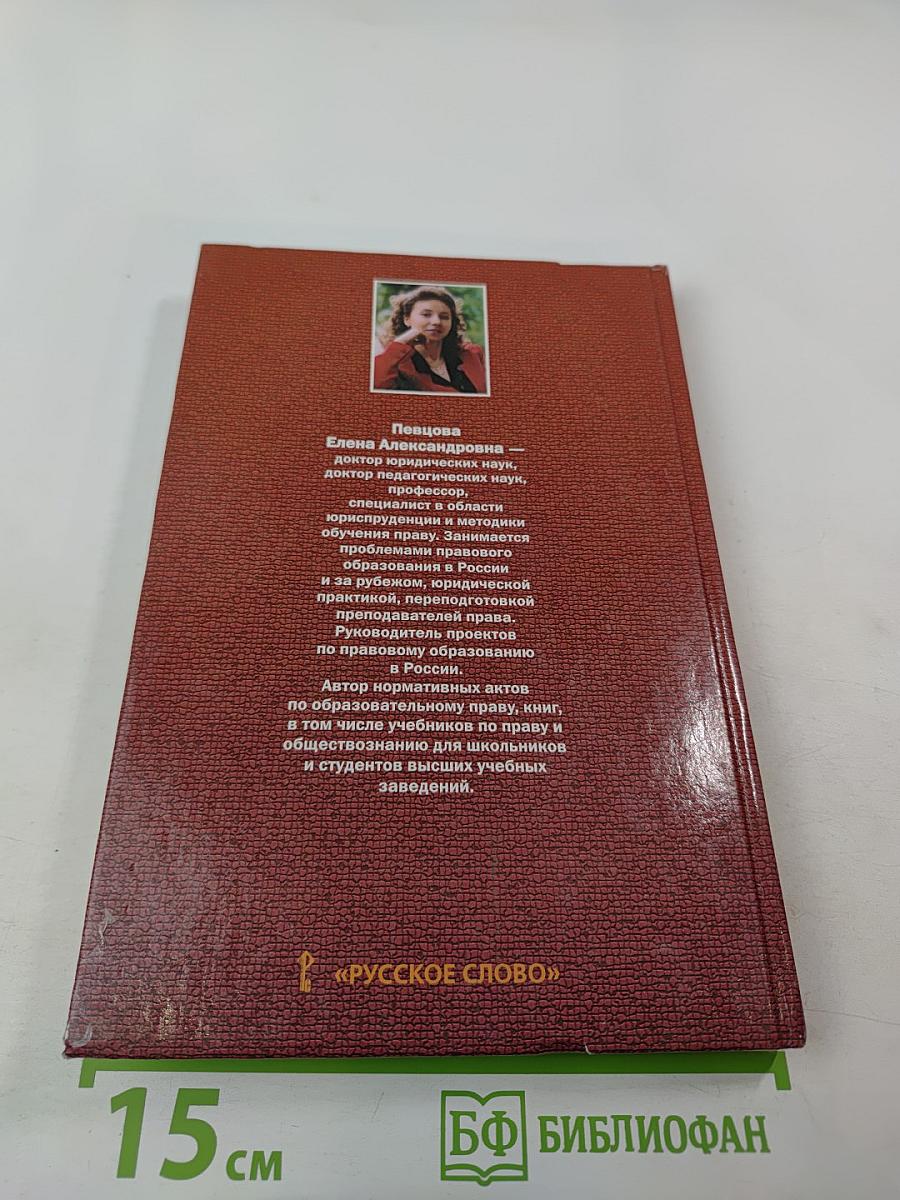 Певцова
Елена Александровна —
доктор юридических наук,
доктор педагогических наук,
профессор,
специалист в области
юриспруденции и методики
обучения праву. Занимается
проблемами правового
образования в России
и за рубежом, юридической
практикой, переподготовкой
преподавателей права.
Руководитель проектов
по правовому образованию
в России.
Автор нормативных актов
по образовательному праву, книг,
в том числе учебников по праву и
обществознанию для школьников
и студентов высших учебных
заведений.
«РУССКОЕ СЛОВО»
15 см
БФ БИБЛИОФАН